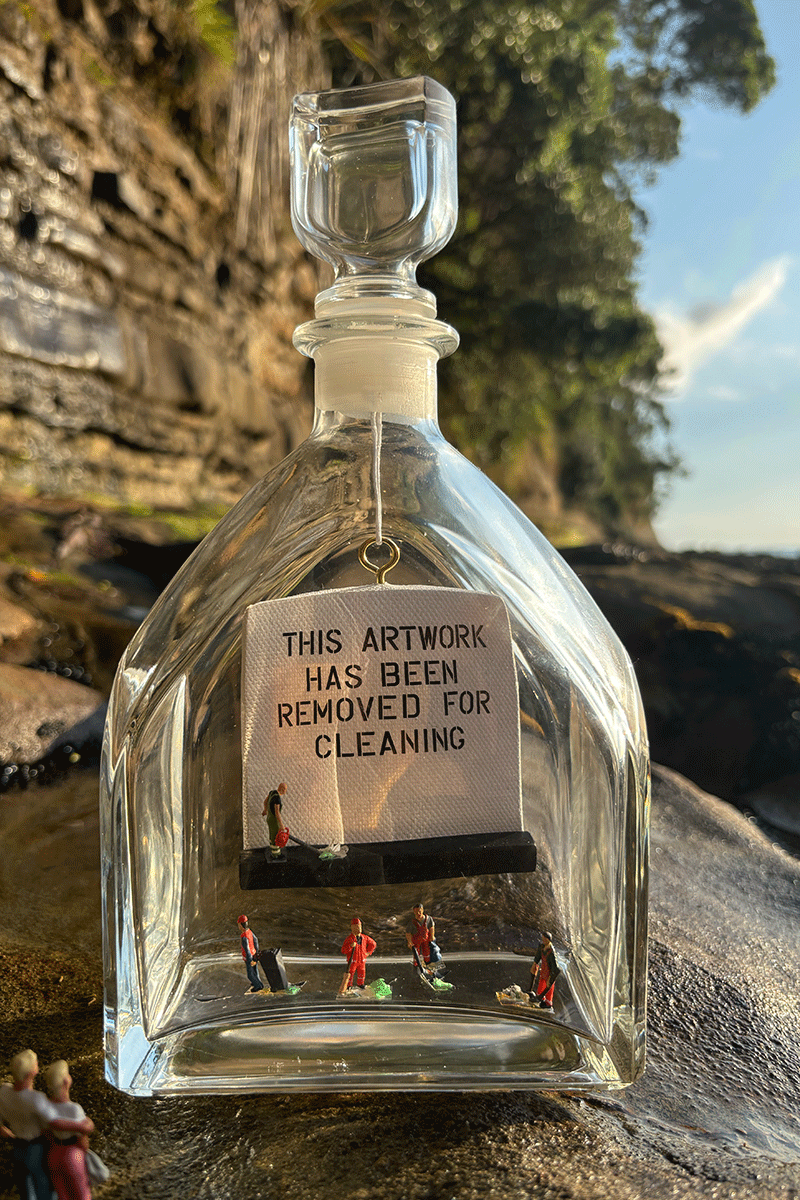 THIS ARTWORK
HAS BEEN
REMOVED FOR
CLEANING